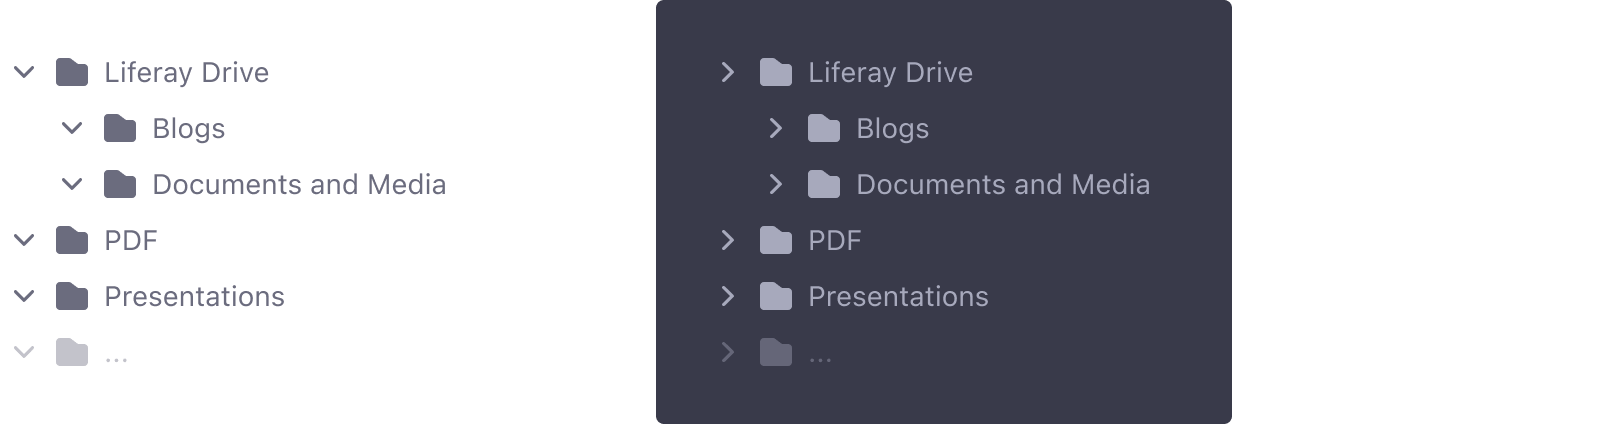 Liferay Drive
Blogs
Documents and Media
PDF
Presentations
...
Liferay Drive
Blogs
Documents and Media
PDF
Presentations
...